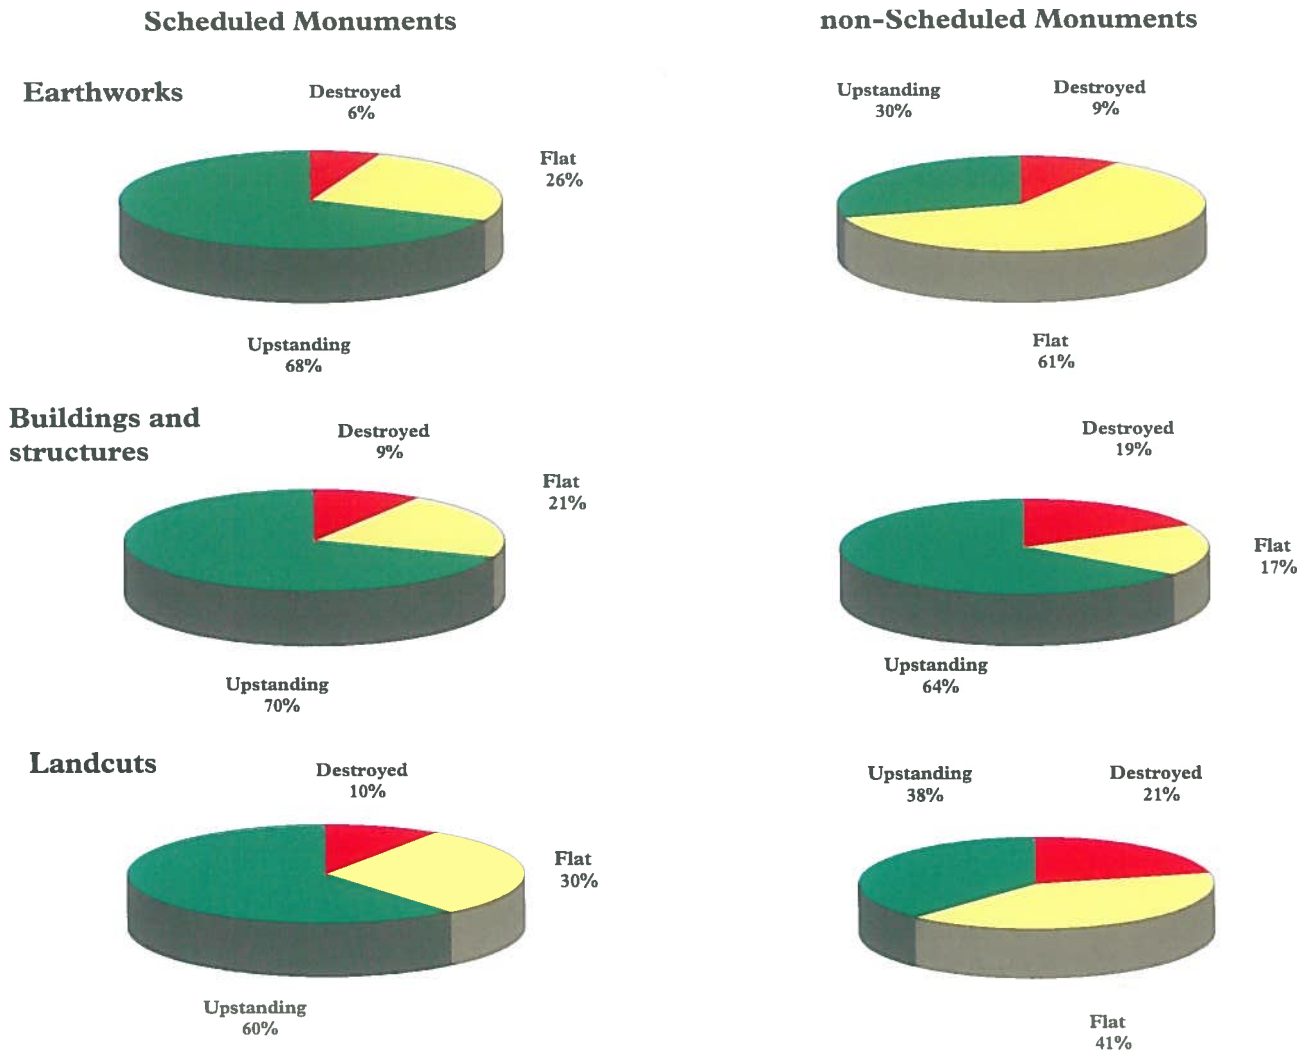 Scheduled Monuments
non-Scheduled Monuments
Earthworks
Destroyed
6%
Flat
26%
Upstanding
68%
Upstanding
30%
Destroyed
9%
Flat
61%
Buildings and
structures
Destroyed
9%
Flat
21%
Upstanding
70%
Destroyed
19%
Flat
17%
Upstanding
64%
Landcuts
Destroyed
10%
Flat
30%
Upstanding
60%
Upstanding
38%
Destroyed
21%
Flat
41%